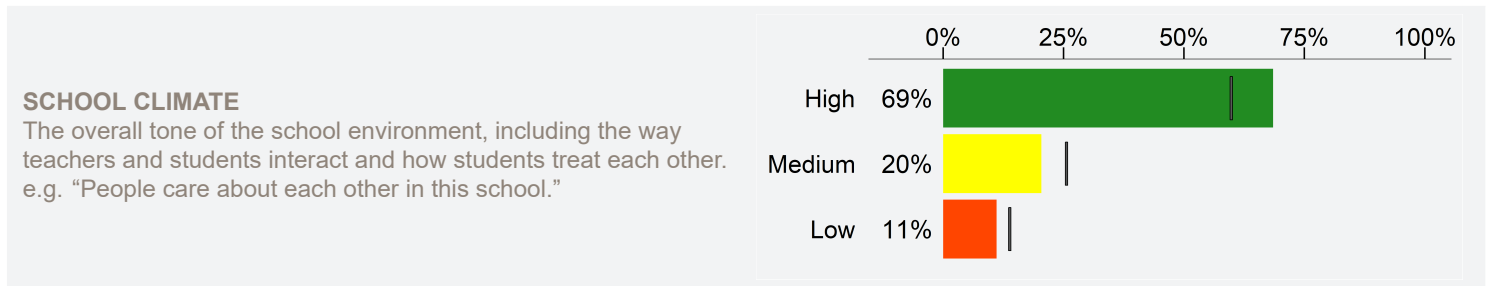 SCHOOL CLIMATE
The overall tone of the school environment, including the way
teachers and students interact and how students treat each other.
e.g. “People care about each other in this school.”
0% 25% 50% 75% 100%
High 69%
Medium 20%
Low 11%